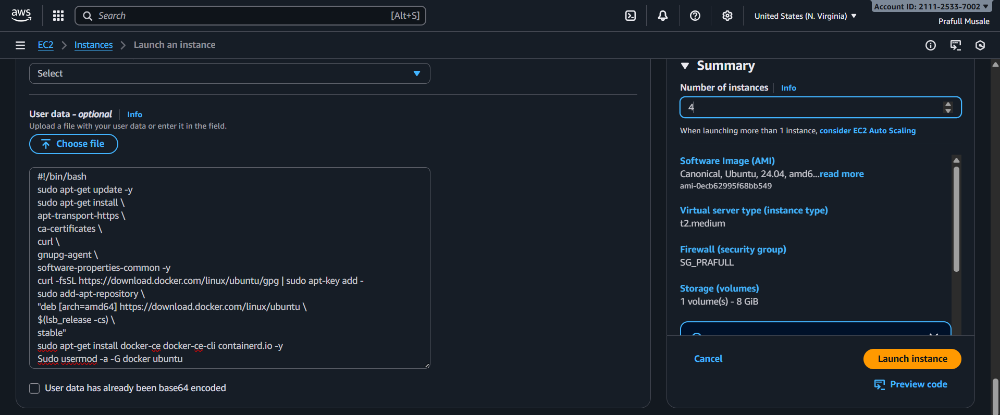 aws
Search [Alt+S]
United States (N. Virginia)
Account ID: 2111-2533-7002
Prafull Musale
EC2 Instances Launch an instance
Select
User data - optional Info
Upload a file with your user data or enter it in the field.
Choose file
#!/bin/bash
sudo apt-get update -y
sudo apt-get install \
apt-transport-https \
ca-certificates \
curl \
gnupg-agent \
software-properties-common -y
curl -fsSL https://download.docker.com/linux/ubuntu/gpg | sudo apt-key add -
sudo add-apt-repository \
"deb [arch=amd64] https://download.docker.com/linux/ubuntu \
$(lsb_release -cs) \
stable"
sudo apt-get install docker-ce docker-ce-cli containerd.io -y
Sudo usermod -a -G docker ubuntu
User data has already been base64 encoded
Summary
Number of instances Info
4
When launching more than 1 instance, consider EC2 Auto Scaling
Software Image (AMI)
Canonical, Ubuntu, 24.04, amd6...read more
ami-0ecb62995f68bb549
Virtual server type (instance type)
t2.medium
Firewall (security group)
SG_PRAFULL
Storage (volumes)
1 volume(s) - 8 GiB
Cancel
Launch instance
Preview code